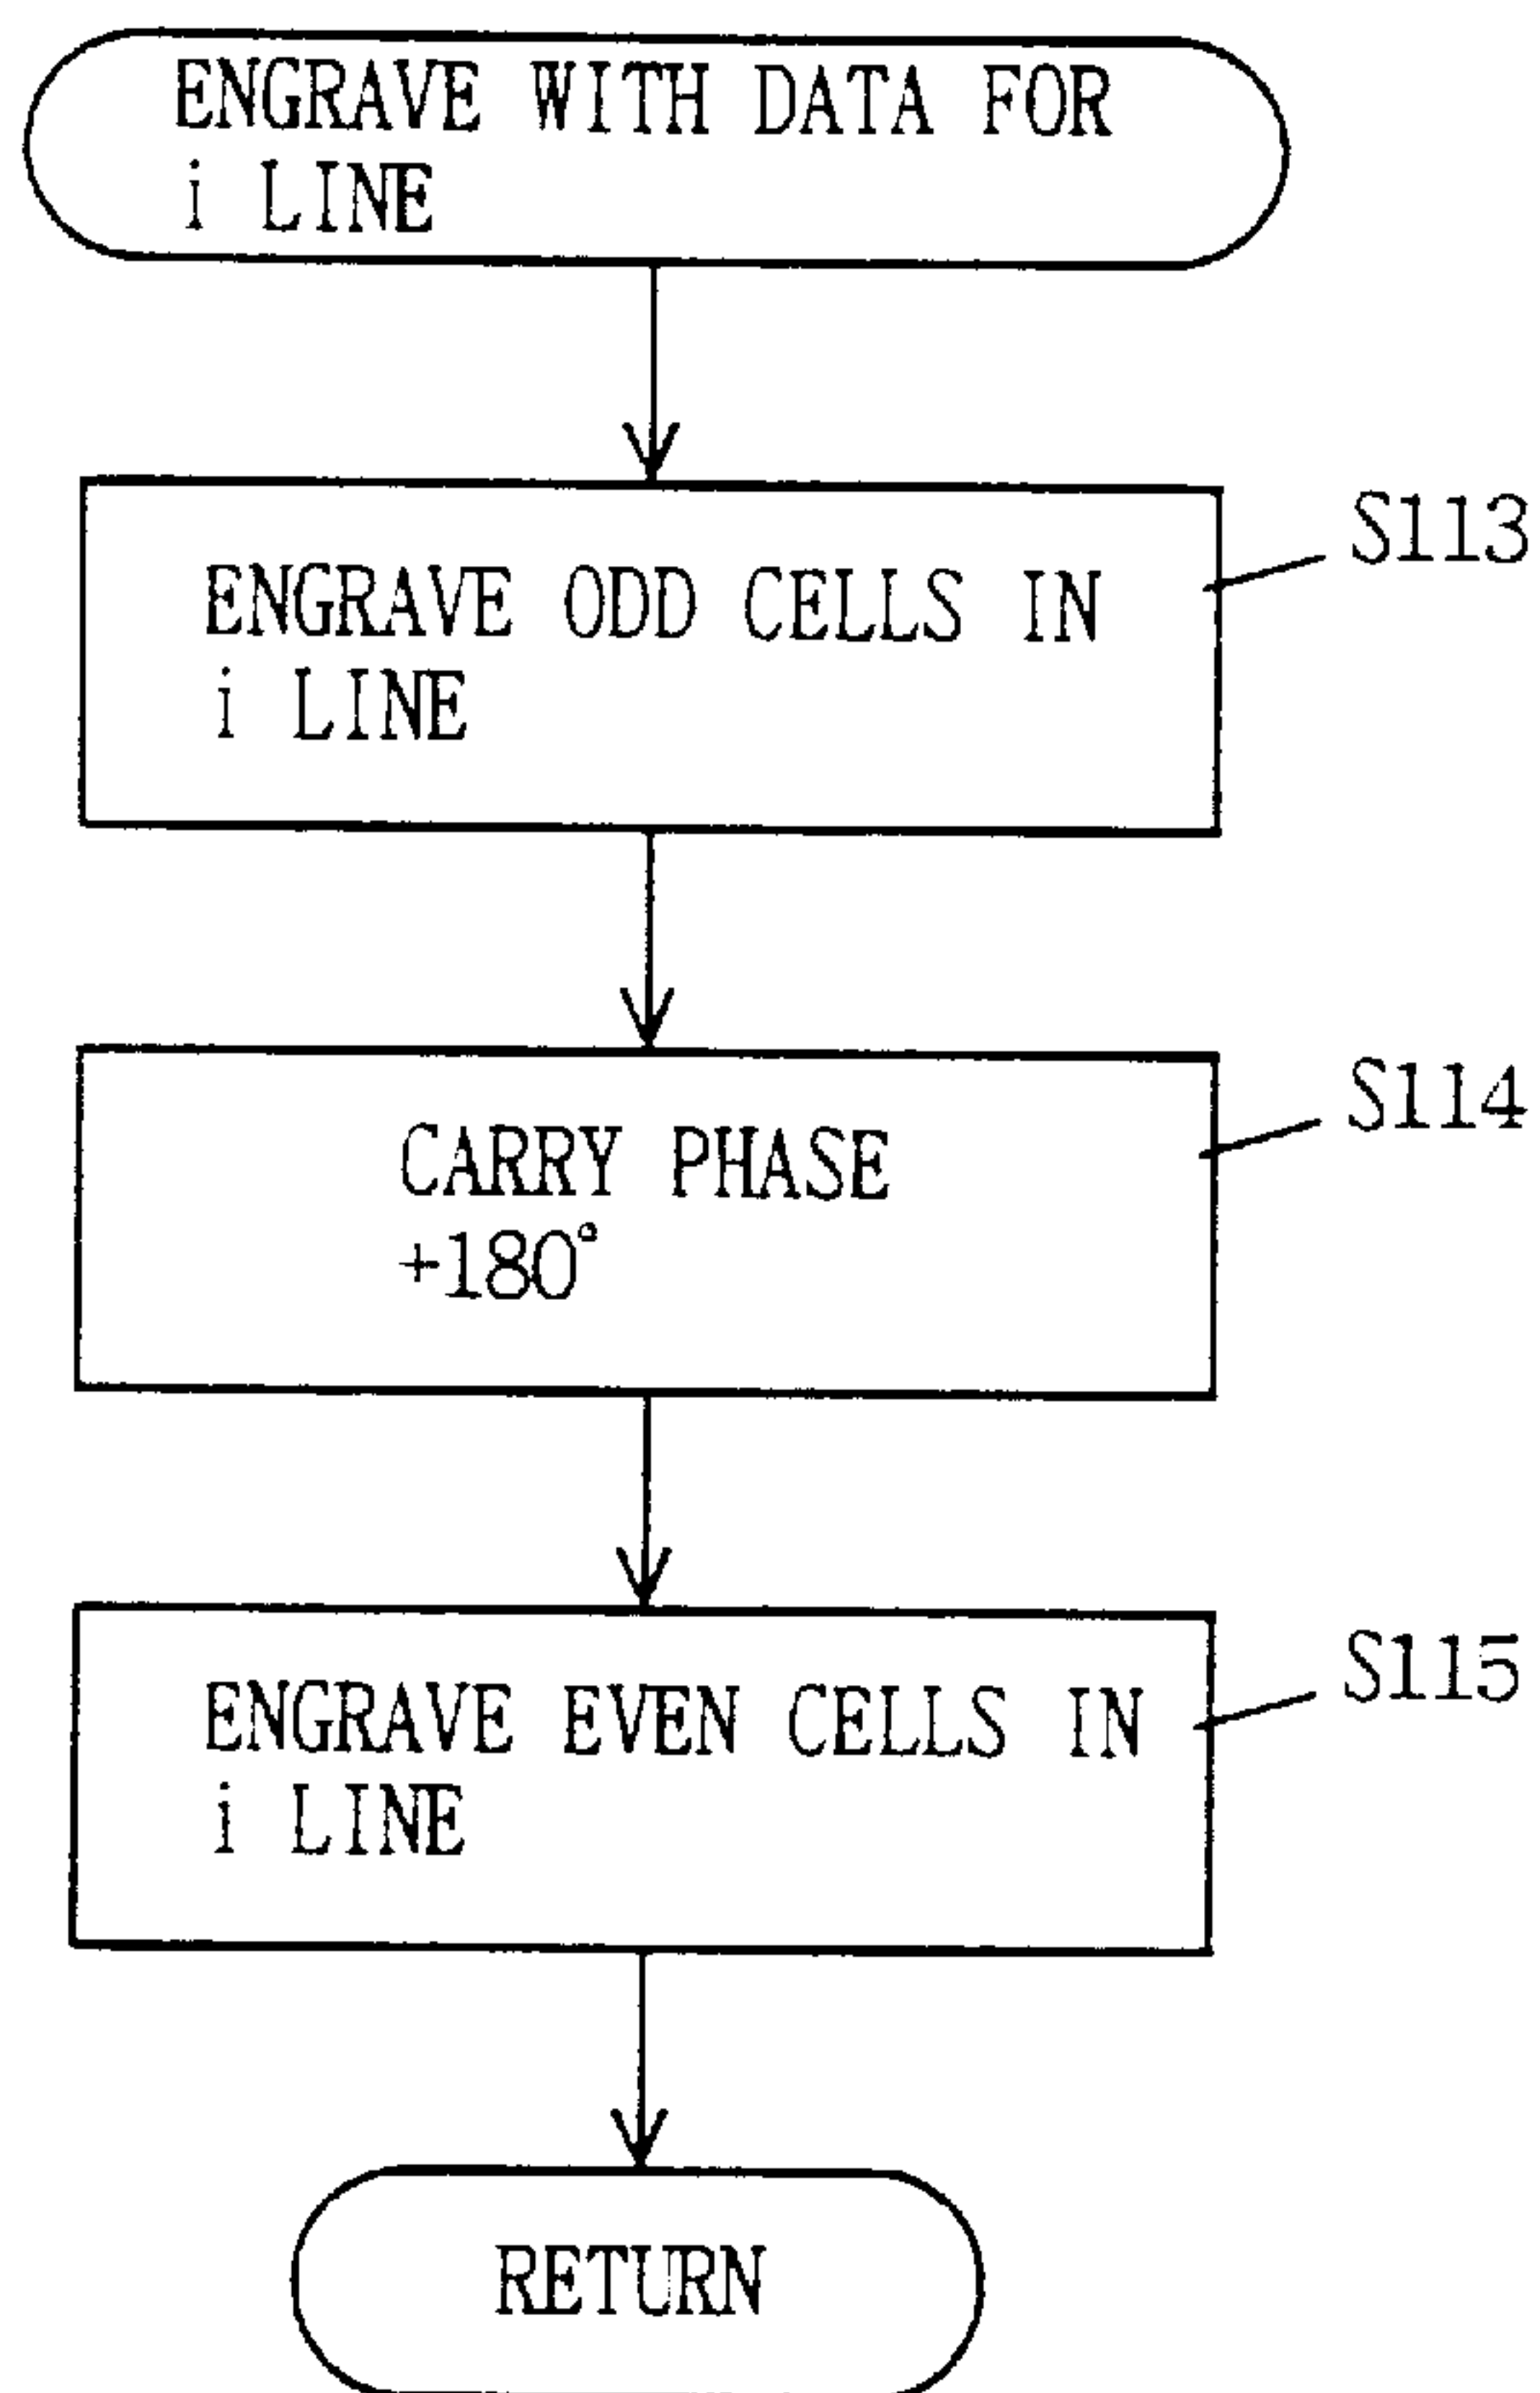 ENGRAVE WITH DATA FOR
i LINE
ENGRAVE ODD CELLS IN
i LINE
S113
CARRY PHASE
+180°
S114
ENGRAVE EVEN CELLS IN
i LINE
S115
RETURN